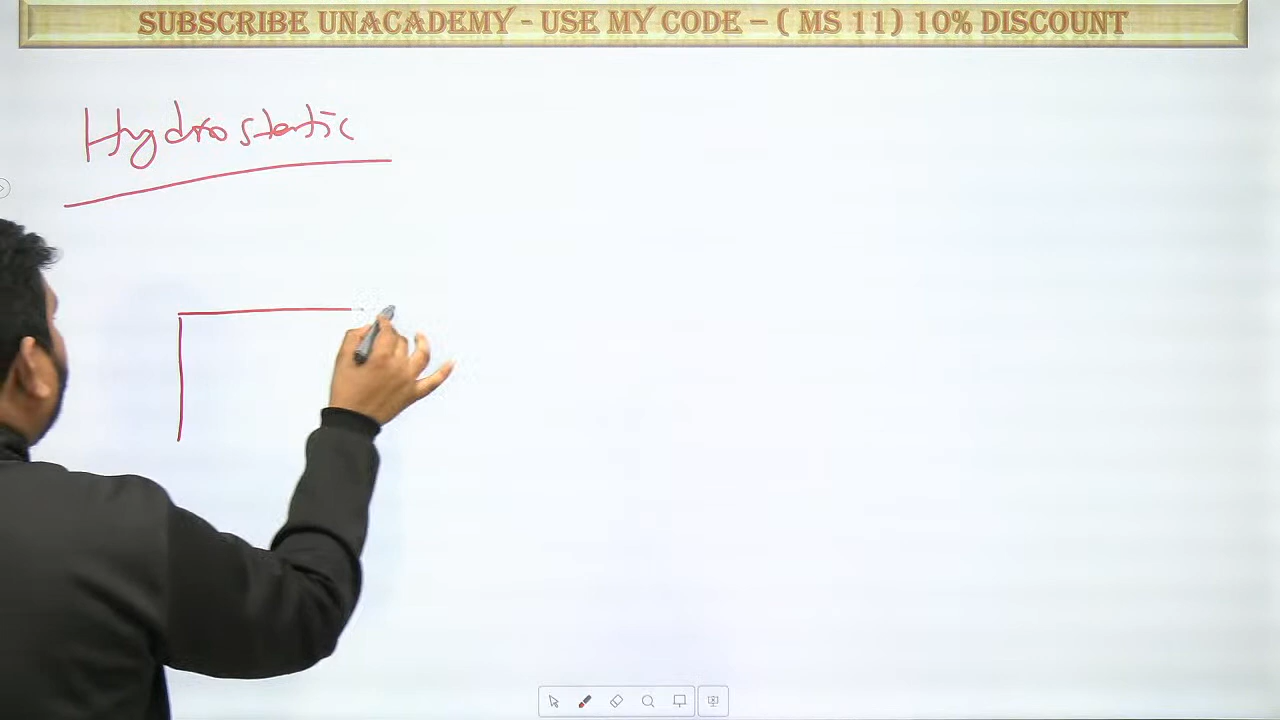 SUBSCRIBE UNACADEMY - USE MY CODE – ( MS 11) 10% DISCOUNT
Hydrostatic